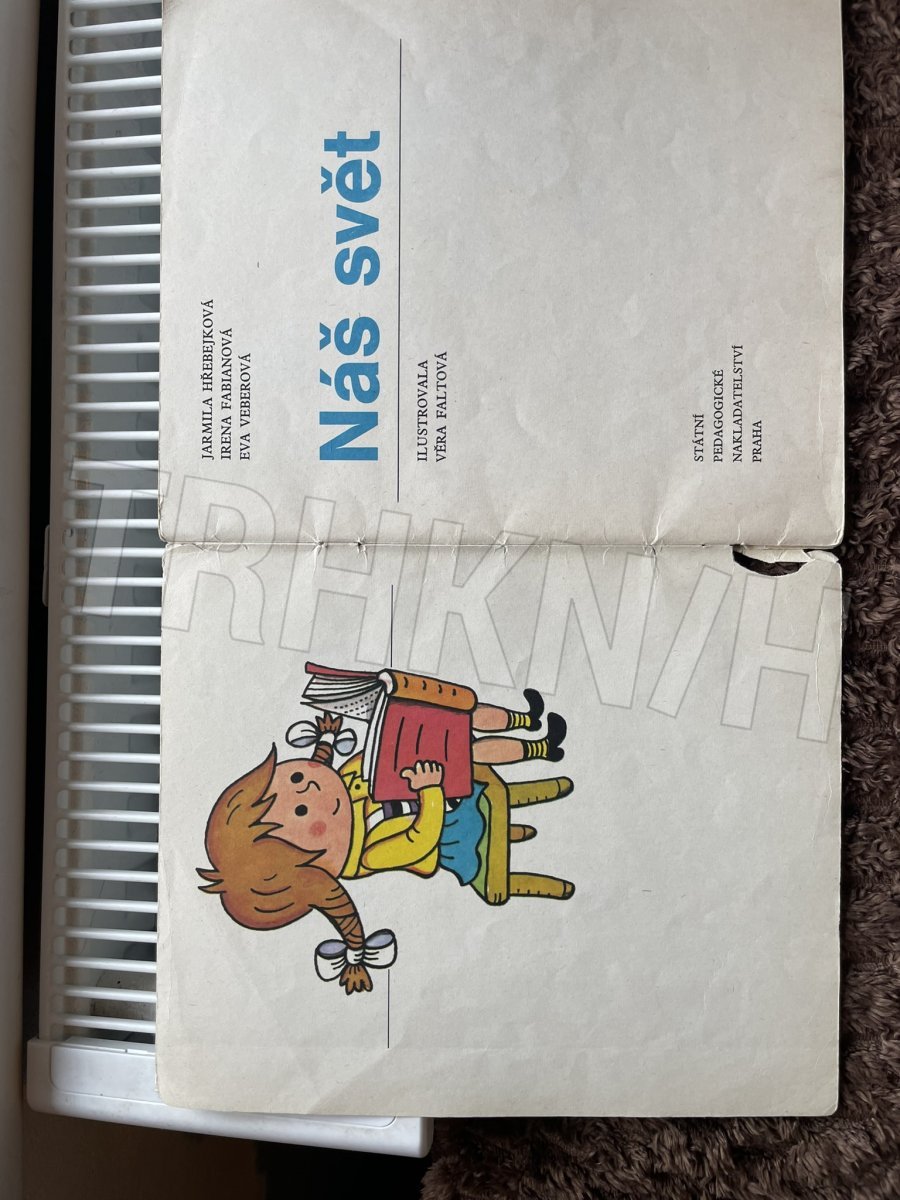 JARMILA HŘEBEJKOVÁ
IRENA FABIANOVÁ
EVA VEBEROVÁ
Náš svět
ILUSTROVALA
VĚRA FALTOVÁ
STÁTNÍ
PEDAGOGICKÉ
NAKLADATELSTVÍ
PRAHA
TRHKNIH